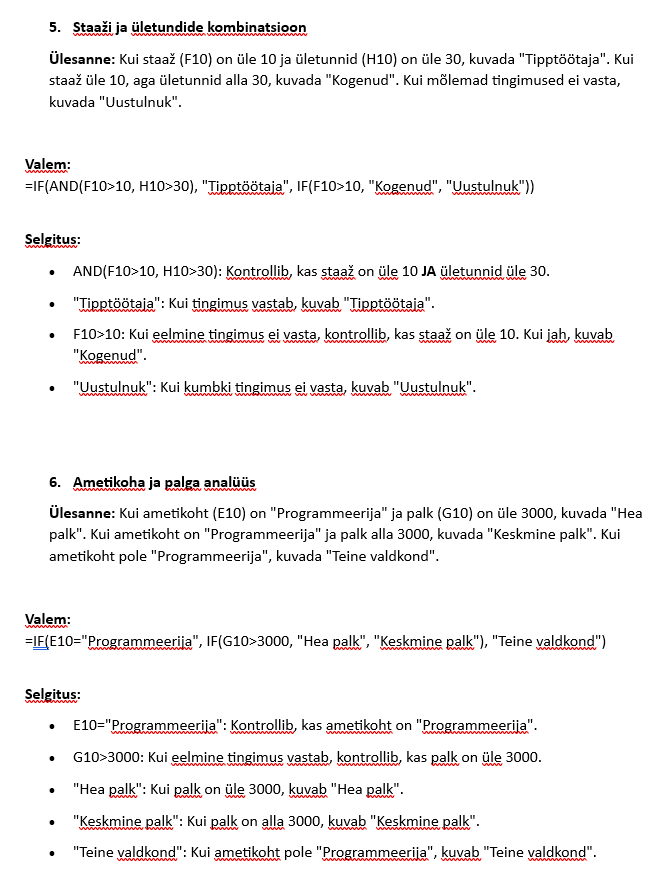 5. Staaži ja ületundide kombinatsioon
Ülesanne: Kui staaž (F10) on üle 10 ja ületunnid (H10) on üle 30, kuvada "Tipptöötaja". Kui
staaž üle 10, aga ületunnid alla 30, kuvada "Kogenud". Kui mõlemad tingimused ei vasta,
kuvada "Uustulnuk".
Valem:
=IF(AND(F10>10, H10>30), "Tipptöötaja", IF(F10>10, "Kogenud", "Uustulnuk"))
Selgitus:
• AND(F10>10, H10>30): Kontrollib, kas staaž on üle 10 JA ületunnid üle 30.
• "Tipptöötaja": Kui tingimus vastab, kuvab "Tipptöötaja".
• F10>10: Kui eelmine tingimus ei vasta, kontrollib, kas staaž on üle 10. Kui jah, kuvab
"Kogenud".
• "Uustulnuk": Kui kumbki tingimus ei vasta, kuvab "Uustulnuk".
6. Ametikoha ja palga analüüs
Ülesanne: Kui ametikoht (E10) on "Programmeerija" ja palk (G10) on üle 3000, kuvada "Hea
palk". Kui ametikoht on "Programmeerija" ja palk alla 3000, kuvada "Keskmine palk". Kui
ametikoht pole "Programmeerija", kuvada "Teine valdkond".
Valem:
=IF(E10="Programmeerija", IF(G10>3000, "Hea palk", "Keskmine palk"), "Teine valdkond")
Selgitus:
• E10="Programmeerija": Kontrollib, kas ametikoht on "Programmeerija".
• G10>3000: Kui eelmine tingimus vastab, kontrollib, kas palk on üle 3000.
• "Hea palk": Kui palk on üle 3000, kuvab "Hea palk".
• "Keskmine palk": Kui palk on alla 3000, kuvab "Keskmine palk".
• "Teine valdkond": Kui ametikoht pole "Programmeerija", kuvab "Teine valdkond".